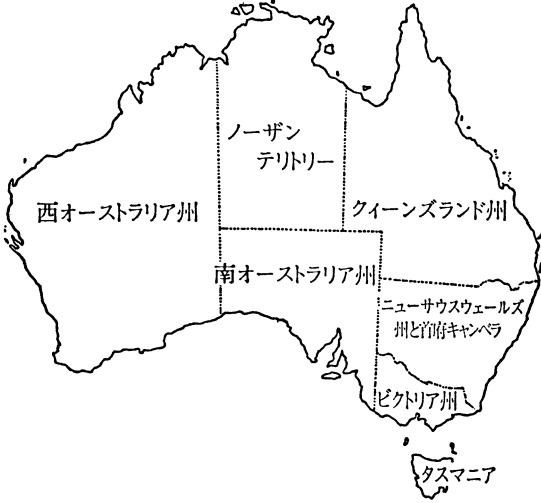 ノーザン
テリトリー
西オーストラリア州
クィーンズランド州
南オーストラリア州
ニューサウスウェールズ
州と首府キャンベラ
ビクトリア州
タスマニア